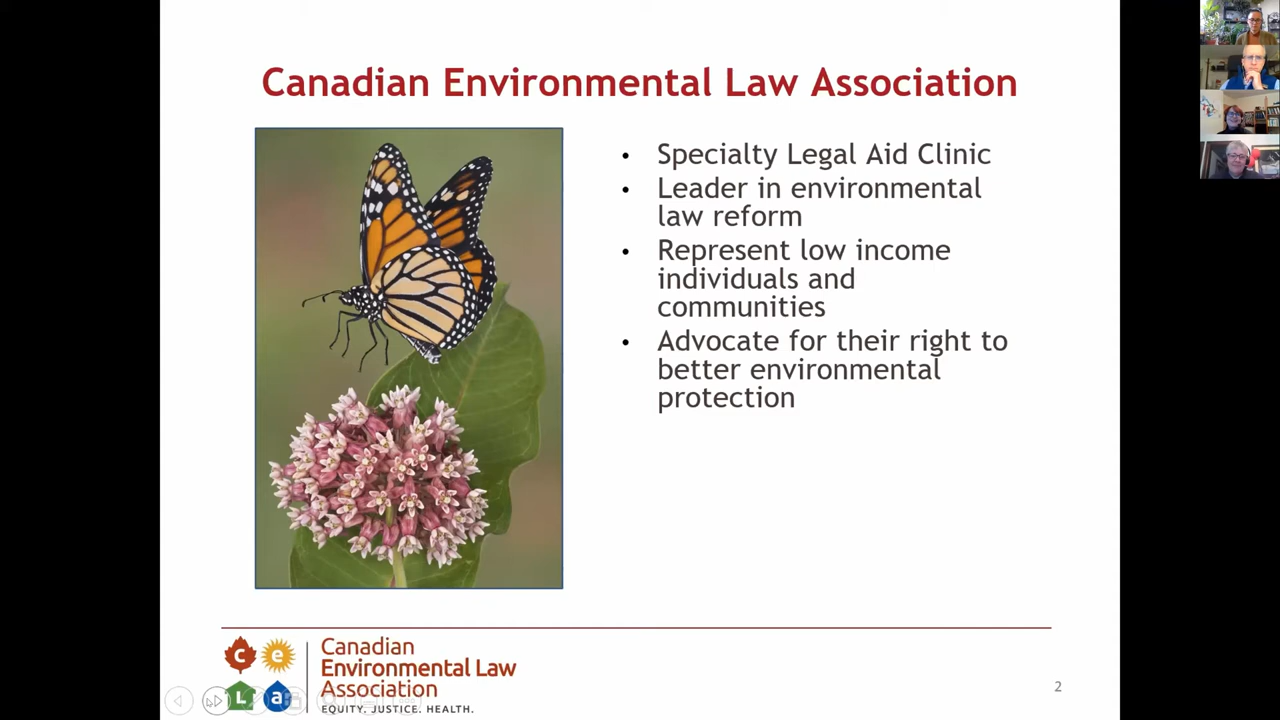 Canadian Environmental Law Association
• Specialty Legal Aid Clinic
• Leader in environmental
law reform
• Represent low income
individuals and
communities
• Advocate for their right to
better environmental
protection
c e
L a
Canadian
Environmental Law
Association
EQUITY. JUSTICE. HEALTH.
2